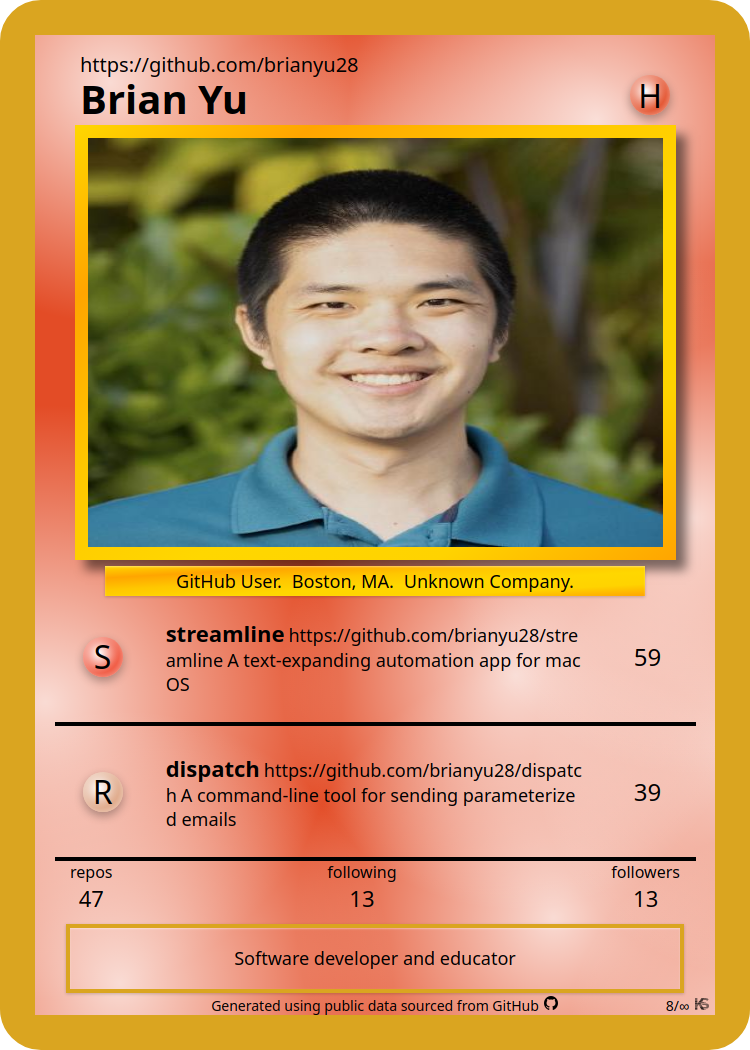 https://github.com/brianyu28
Brian Yu
H
GitHub User.  Boston, MA.  Unknown Company.
S
streamline https://github.com/brianyu28/stre
amline A text-expanding automation app for mac
OS
59
R
dispatch https://github.com/brianyu28/dispatc
h A command-line tool for sending parameterize
d emails
39
repos
following
followers
47
13
13
Software developer and educator
Generated using public data sourced from GitHub
8/∞ KS